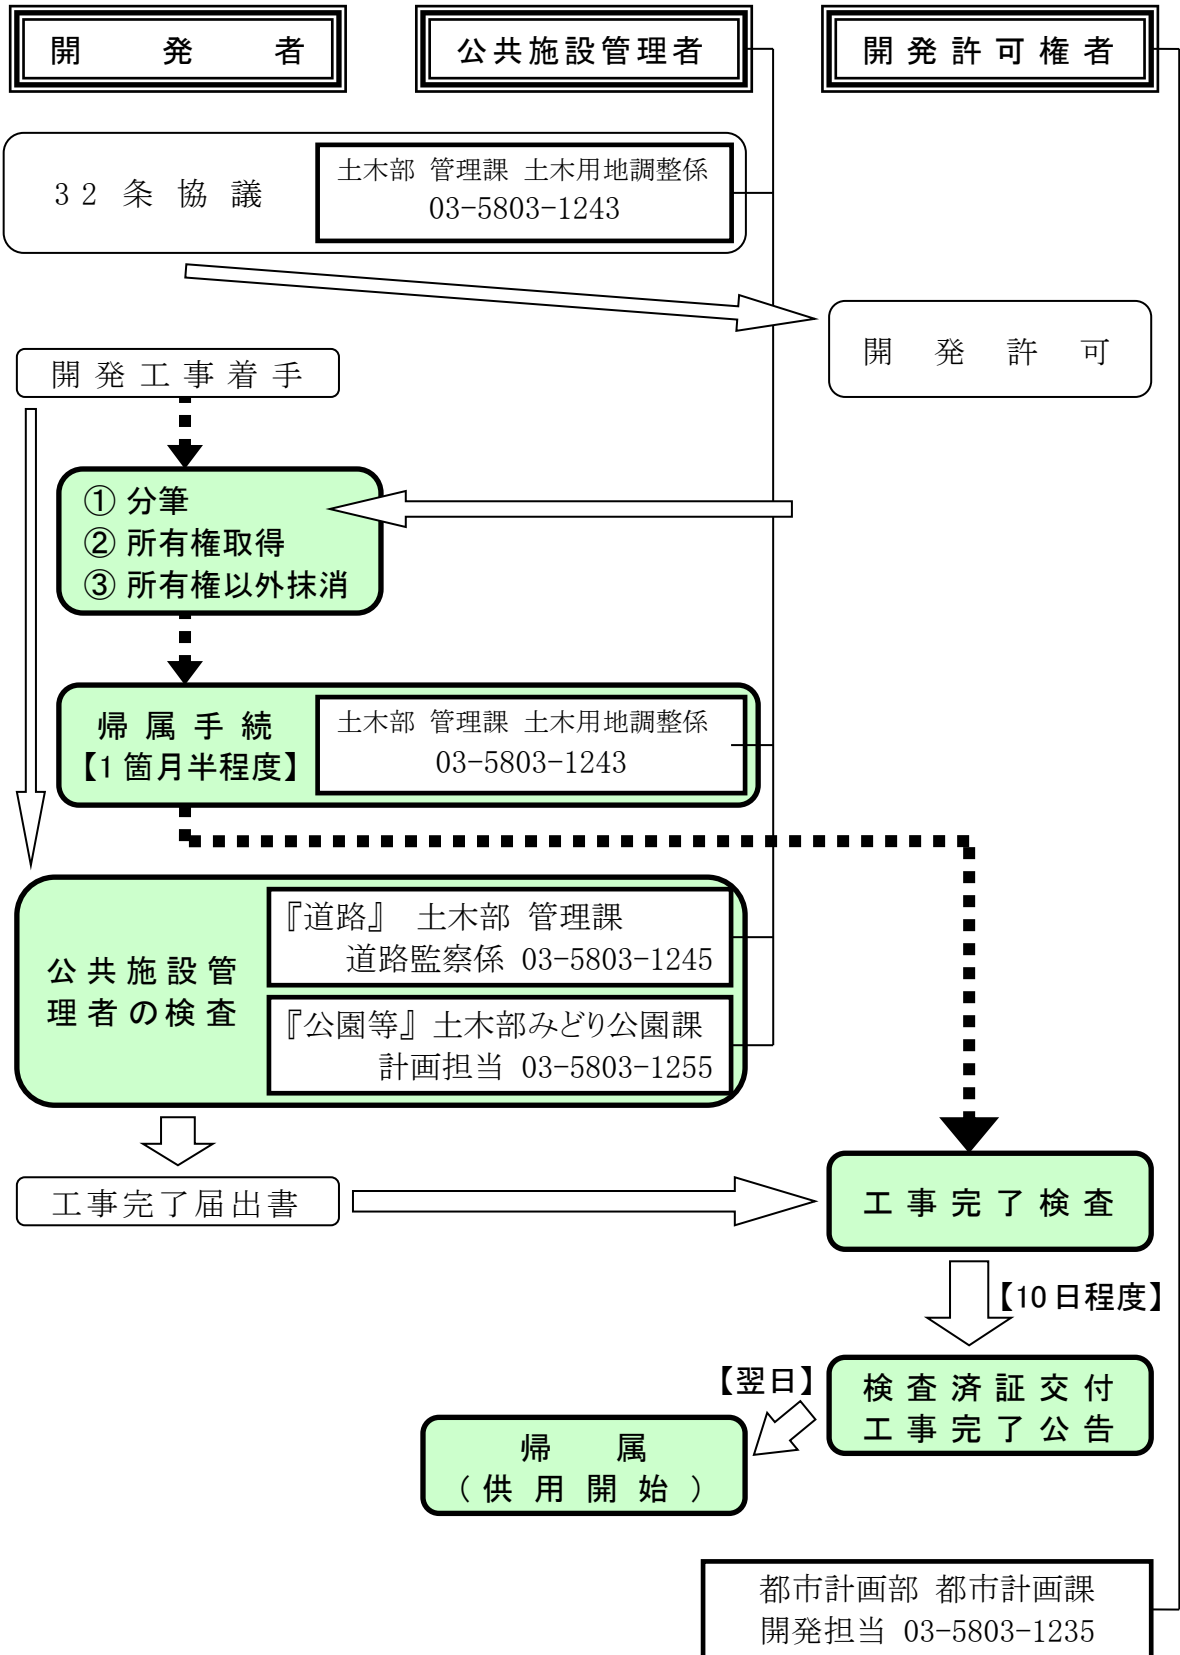 開発者
公共施設管理者
開発許可権者
32条協議
土木部 管理課 土木用地調整係
03-5803-1243
開発許可
開発工事着手
① 分筆
② 所有権取得
③ 所有権以外抹消
帰属手続
【1箇月半程度】
土木部 管理課 土木用地調整係
03-5803-1243
公共施設管
理者の検査
『道路』 土木部 管理課
道路監察係 03-5803-1245
『公園等』土木部みどり公園課
計画担当 03-5803-1255
工事完了届出書
工事完了検査
【10日程度】
【翌日】
検査済証交付
工事完了公告
帰属
(供用開始)
都市計画部 都市計画課
開発担当 03-5803-1235